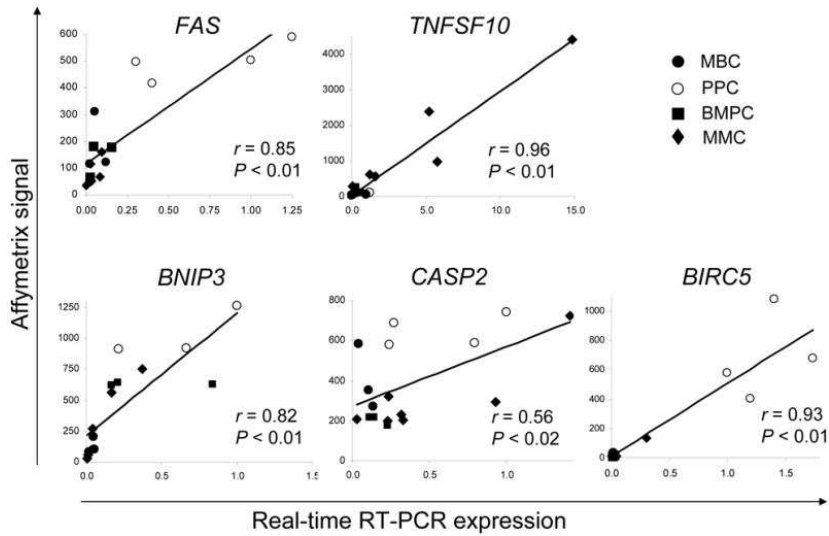 FAS
TNFSF10
MBC
PPC
BMPC
MMC
600
500
400
300
200
100
0
0.00 0.25 0.50 0.75 1.00 1.25
r = 0.85
P < 0.01
4000
3000
2000
1000
0
0.0 5.0 10.0 15.0
r = 0.96
P < 0.01
Affymetrix signal
BNIP3
CASP2
BIRC5
1250
1000
750
500
250
0
0.0 0.5 1.0 1.5
r = 0.82
P < 0.01
800
600
400
200
0
0.0 0.5 1.0
r = 0.56
P < 0.02
1000
800
600
400
200
0
0.0 0.5 1.0 1.5
r = 0.93
P < 0.01
Real-time RT-PCR expression